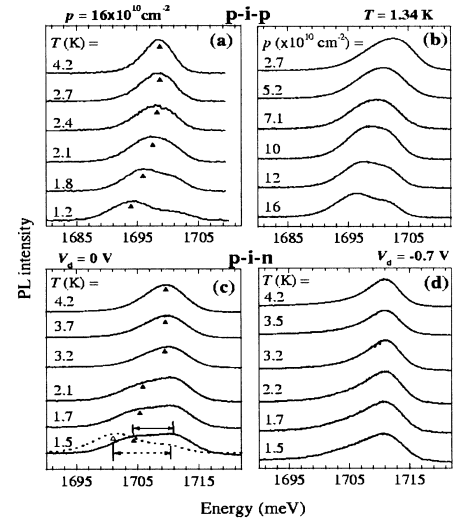 p = 16x10¹⁰ cm⁻²   p-i-p   T = 1.34 K
T (K) =   (a)
4.2
2.7
2.4
2.1
1.8
1.2
1685   1695   1705
p (x10¹⁰ cm⁻²) =   (b)
2.7
5.2
7.1
10
12
16
1685   1695   1705
PL intensity
V_d = 0 V   p-i-n   V_d = -0.7 V
T (K) =   (c)
4.2
3.7
3.2
2.1
1.7
1.5
1695   1705   1715
T (K) =   (d)
4.2
3.5
3.2
2.2
1.7
1.5
1695   1705   1715
Energy (meV)